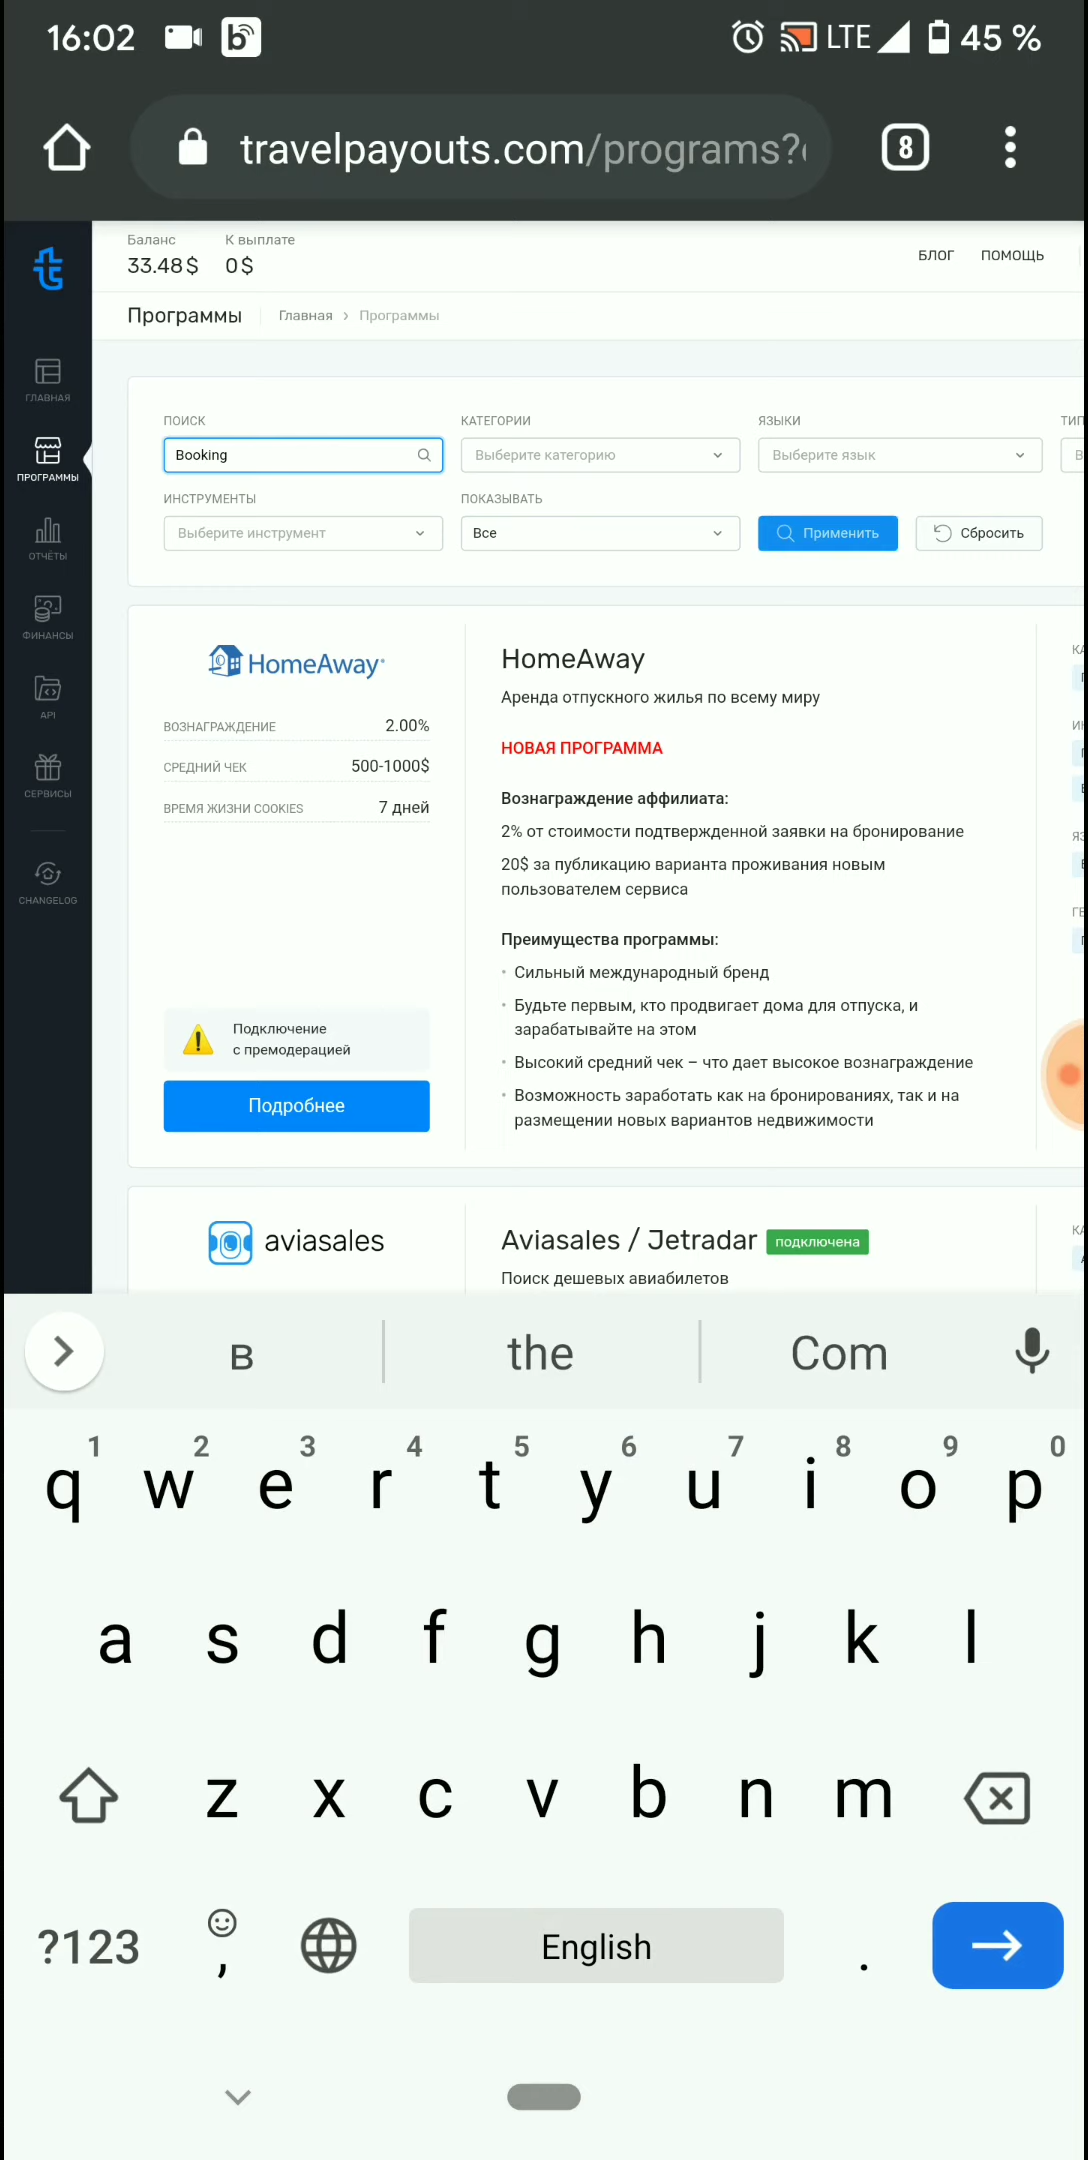 16:02 b LTE 45 %
travelpayouts.com/programs?
8
Баланс К выплате
33.48$ 0$
БЛОГ ПОМОЩЬ
Программы Главная > Программы
ГЛАВНАЯ
ПРОГРАММЫ
ОТЧЁТЫ
ФИНАНСЫ
API
СЕРВИСЫ
CHANGELOG
ПОИСК КАТЕГОРИИ ЯЗЫКИ ТИП
Booking Выберите категорию Выберите язык В
ИНСТРУМЕНТЫ ПОКАЗЫВАТЬ
Выберите инструмент Все Применить Сбросить
HomeAway
ВОЗНАГРАЖДЕНИЕ 2.00%
СРЕДНИЙ ЧЕК 500-1000$
ВРЕМЯ ЖИЗНИ COOKIES 7 дней
Подключение
с премодерацией
Подробнее
HomeAway
Аренда отпускного жилья по всему миру
НОВАЯ ПРОГРАММА
Вознаграждение аффилиата:
2% от стоимости подтвержденной заявки на бронирование
20$ за публикацию варианта проживания новым
пользователем сервиса
Преимущества программы:
• Сильный международный бренд
• Будьте первым, кто продвигает дома для отпуска, и
зарабатывайте на этом
• Высокий средний чек – что дает высокое вознаграждение
• Возможность заработать как на бронированиях, так и на
размещении новых вариантов недвижимости
aviasales
Aviasales / Jetradar подключена
Поиск дешевых авиабилетов
в the Com
1 2 3 4 5 6 7 8 9 0
q w e r t y u i o p
a s d f g h j k l
z x c v b n m
?123 , English .